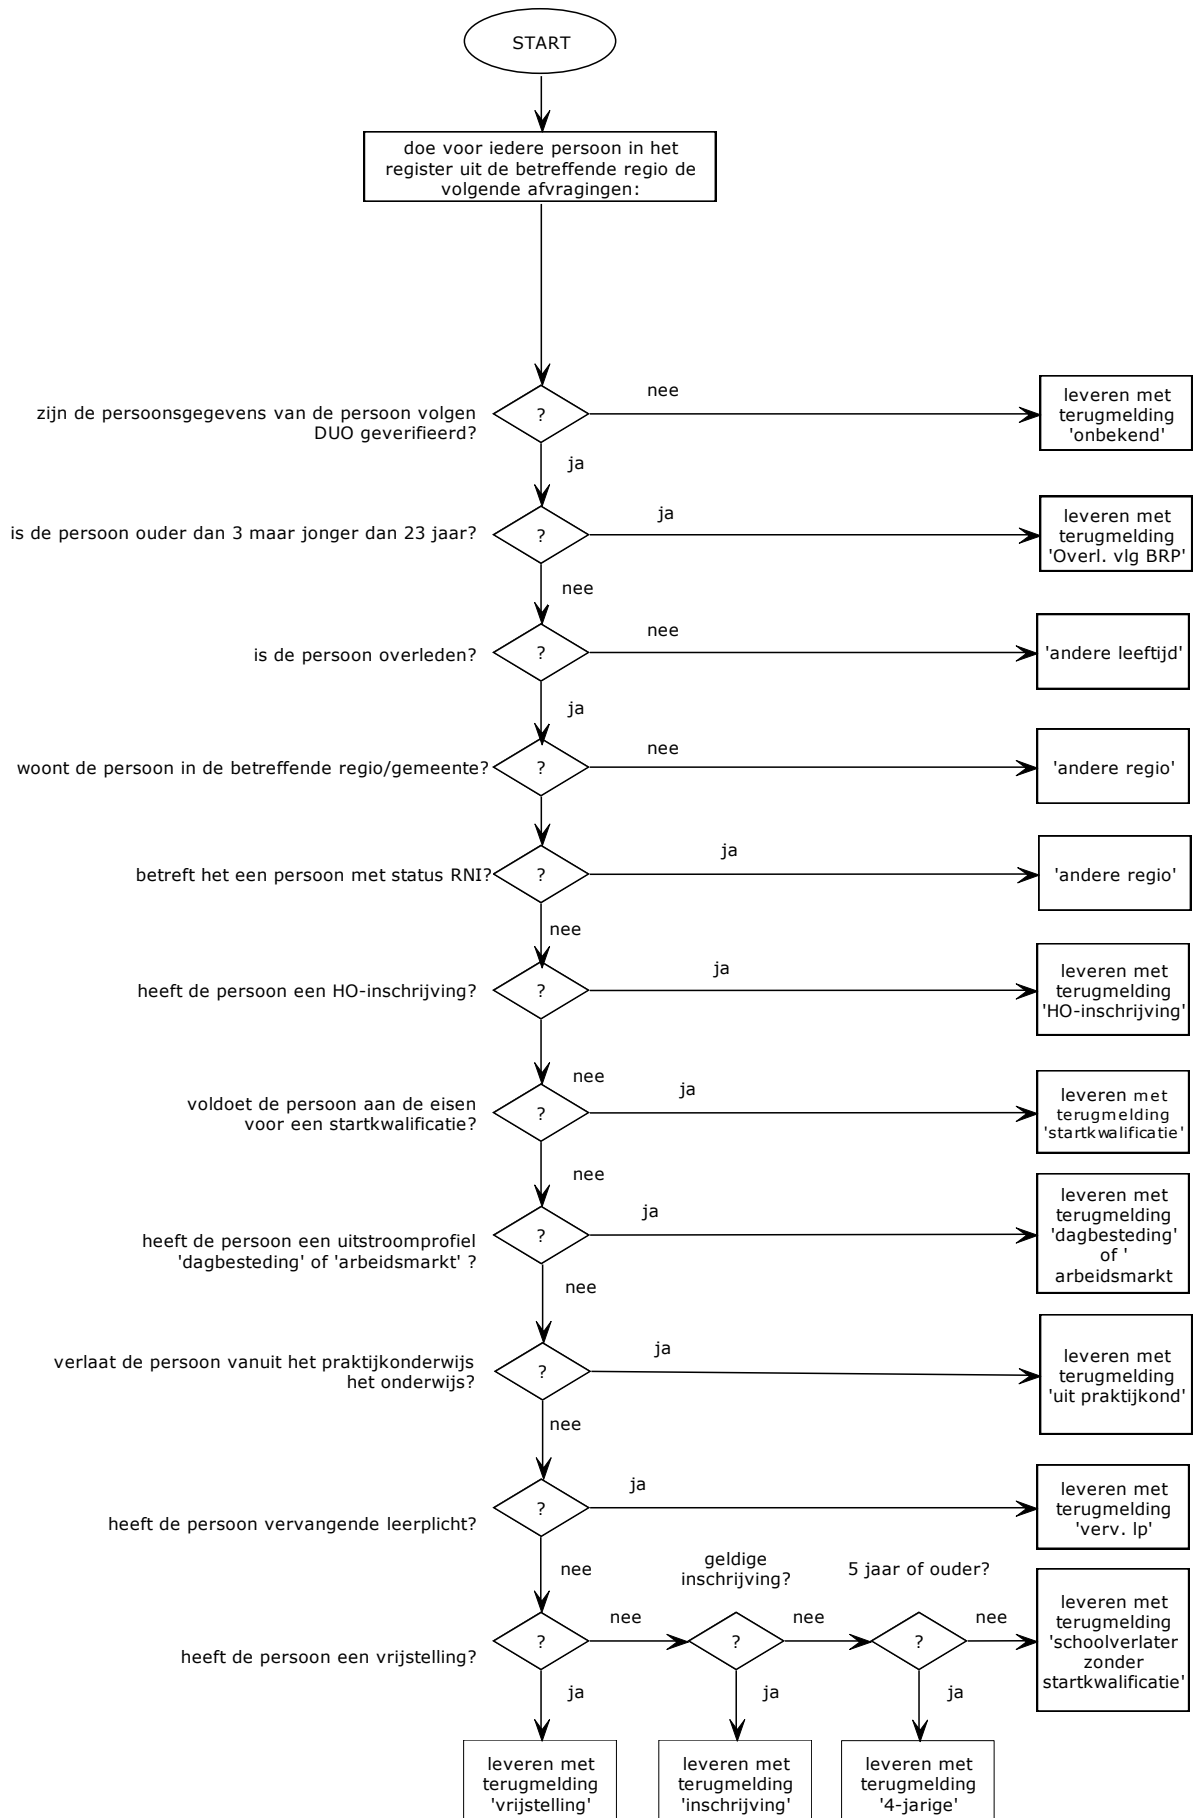 START
doe voor iedere persoon in het
register uit de betreffende regio de
volgende afvragingen:
zijn de persoonsgegevens van de persoon volgen
DUO geverifieerd?
?
nee
leveren met
terugmelding
'onbekend'
ja
is de persoon ouder dan 3 maar jonger dan 23 jaar?
?
ja
leveren met
terugmelding
'Overl. vlg BRP'
nee
is de persoon overleden?
?
nee
'andere leeftijd'
ja
woont de persoon in de betreffende regio/gemeente?
?
nee
'andere regio'
betreft het een persoon met status RNI?
?
ja
'andere regio'
nee
heeft de persoon een HO-inschrijving?
?
ja
leveren met
terugmelding
'HO-inschrijving'
nee
voldoet de persoon aan de eisen
voor een startkwalificatie?
?
ja
leveren met
terugmelding
'startkwalificatie'
nee
heeft de persoon een uitstroomprofiel
'dagbesteding' of 'arbeidsmarkt' ?
?
ja
leveren met
terugmelding
'dagbesteding'
of '
arbeidsmarkt
nee
verlaat de persoon vanuit het praktijkonderwijs
het onderwijs?
?
ja
leveren met
terugmelding
'uit praktijkond'
nee
heeft de persoon vervangende leerplicht?
?
ja
leveren met
terugmelding
'verv. lp'
nee
heeft de persoon een vrijstelling?
?
nee
geldige
inschrijving?
?
nee
5 jaar of ouder?
?
nee
leveren met
terugmelding
'schoolverlater
zonder
startkwalificatie'
ja
leveren met
terugmelding
'vrijstelling'
ja
leveren met
terugmelding
'inschrijving'
ja
leveren met
terugmelding
'4-jarige'